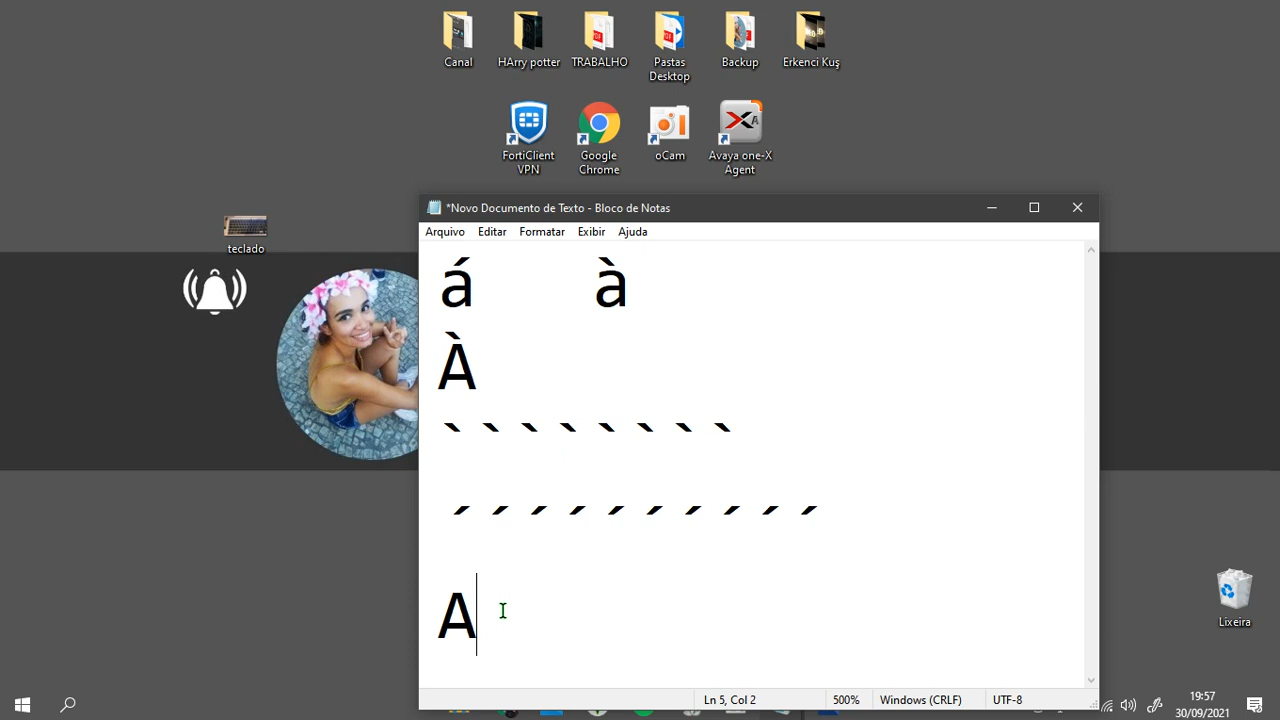 Canal HArry potter TRABALHO Pastas Desktop Backup Erkenci Kuş
FortiClient VPN Google Chrome oCam Avaya one-X Agent
teclado
*Novo Documento de Texto - Bloco de Notas
Arquivo Editar Formatar Exibir Ajuda
á à
À
````````
´´´´´´´´´´
A
Lixeira
Ln 5, Col 2 500% Windows (CRLF) UTF-8
19:57
30/09/2021